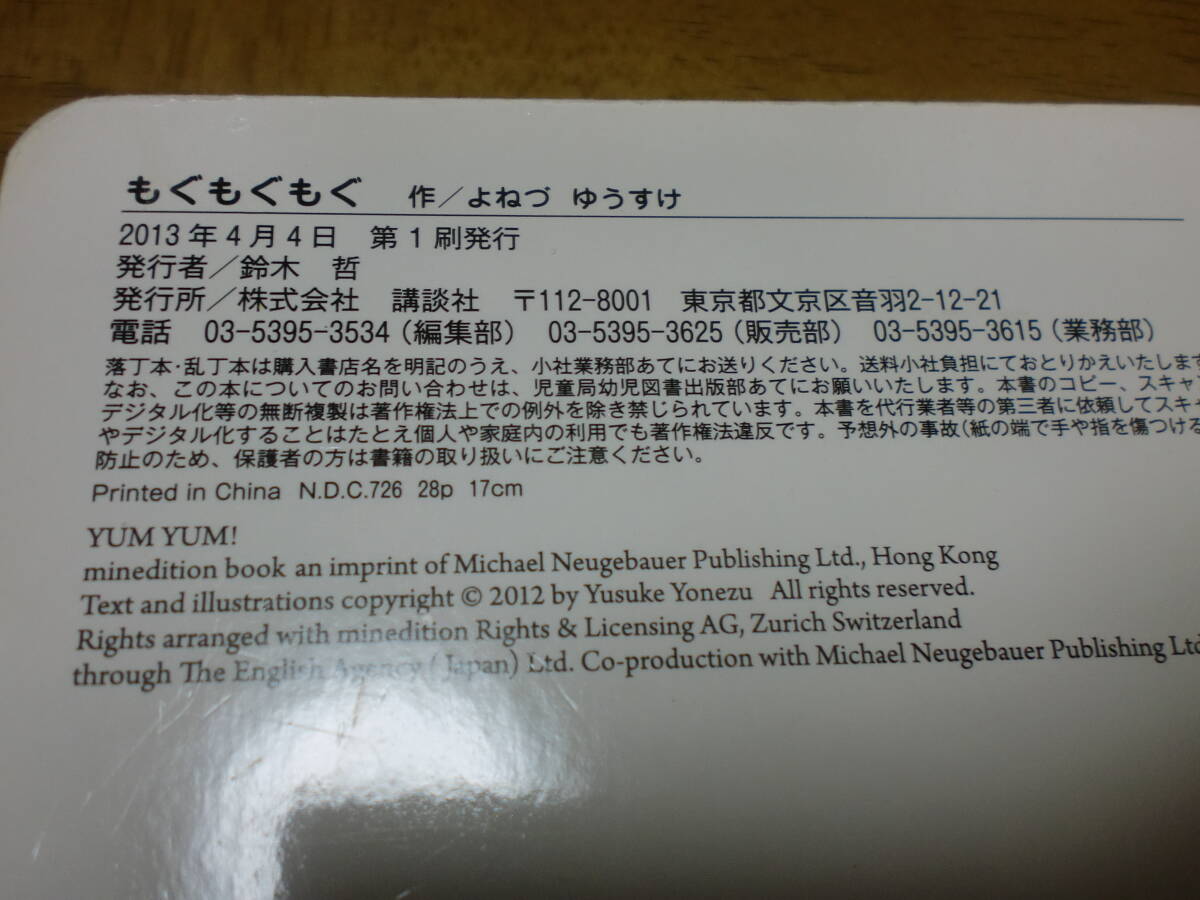 もぐもぐもぐ　作／よねづ ゆうすけ
2013年4月4日　第1刷発行
発行者／鈴木　哲
発行所／株式会社　講談社　〒112-8001　東京都文京区音羽2-12-21
電話　03-5395-3534（編集部）　03-5395-3625（販売部）　03-5395-3615（業務部）
落丁本・乱丁本は購入書店名を明記のうえ、小社業務部あてにお送りください。送料小社負担にておとりかえいたします
なお、この本についてのお問い合わせは、児童局幼児図書出版部あてにお願いいたします。本書のコピー、スキャ
デジタル化等の無断複製は著作権法上での例外を除き禁じられています。本書を代行業者等の第三者に依頼してスキャ
やデジタル化することはたとえ個人や家庭内の利用でも著作権法違反です。予想外の事故（紙の端で手や指を傷つける
防止のため、保護者の方は書籍の取り扱いにご注意ください。
Printed in China N.D.C.726 28p 17cm
YUM YUM!
minedition book an imprint of Michael Neugebauer Publishing Ltd., Hong Kong
Text and illustrations copyright © 2012 by Yusuke Yonezu All rights reserved.
Rights arranged with minedition Rights & Licensing AG, Zurich Switzerland
through The English Agency ( Japan) Ltd. Co-production with Michael Neugebauer Publishing Ltd